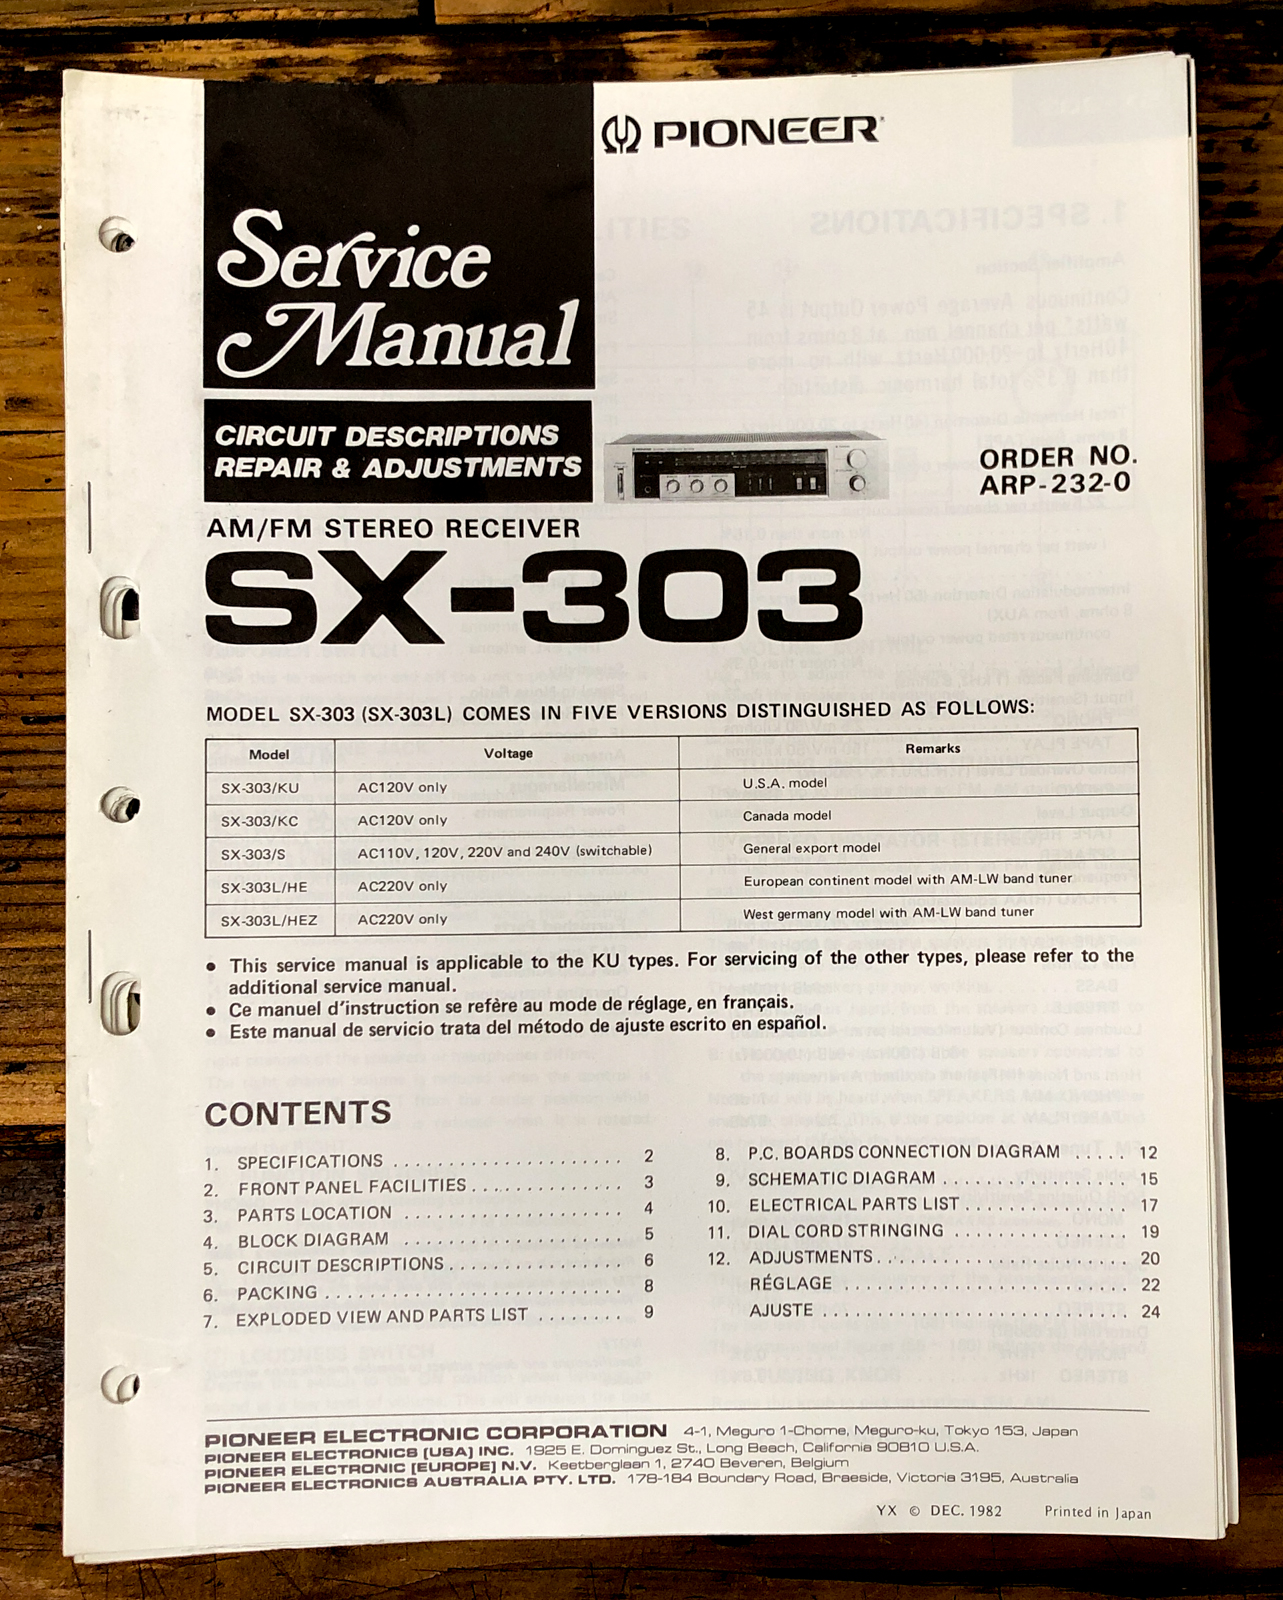 PIONEER
Service
Manual
CIRCUIT DESCRIPTIONS
REPAIR & ADJUSTMENTS
ORDER NO.
ARP-232-0
AM/FM STEREO RECEIVER
SX-303
MODEL SX-303 (SX-303L) COMES IN FIVE VERSIONS DISTINGUISHED AS FOLLOWS:
Model Voltage Remarks
SX-303/KU AC120V only U.S.A. model
SX-303/KC AC120V only Canada model
SX-303/S AC110V, 120V, 220V and 240V (switchable) General export model
SX-303L/HE AC220V only European continent model with AM-LW band tuner
SX-303L/HEZ AC220V only West germany model with AM-LW band tuner
● This service manual is applicable to the KU types. For servicing of the other types, please refer to the
additional service manual.
● Ce manuel d'instruction se refère au mode de réglage, en français.
● Este manual de servicio trata del método de ajuste escrito en español.
CONTENTS
1. SPECIFICATIONS . . . . . . . . . . . . . . . . . . . . . 2
2. FRONT PANEL FACILITIES . . . . . . . . . . . . . . 3
3. PARTS LOCATION . . . . . . . . . . . . . . . . . . . . 4
4. BLOCK DIAGRAM . . . . . . . . . . . . . . . . . . . . 5
5. CIRCUIT DESCRIPTIONS . . . . . . . . . . . . . . . . 6
6. PACKING . . . . . . . . . . . . . . . . . . . . . . . . . . . 8
7. EXPLODED VIEW AND PARTS LIST . . . . . . . . 9
8. P.C. BOARDS CONNECTION DIAGRAM . . . . . . 12
9. SCHEMATIC DIAGRAM . . . . . . . . . . . . . . . . . 15
10. ELECTRICAL PARTS LIST . . . . . . . . . . . . . . . 17
11. DIAL CORD STRINGING . . . . . . . . . . . . . . . . 19
12. ADJUSTMENTS . . . . . . . . . . . . . . . . . . . . . . . 20
RÉGLAGE . . . . . . . . . . . . . . . . . . . . . . . . . . 22
AJUSTE . . . . . . . . . . . . . . . . . . . . . . . . . . . . 24
PIONEER ELECTRONIC CORPORATION 4-1, Meguro 1-Chome, Meguro-ku, Tokyo 153, Japan
PIONEER ELECTRONICS [USA] INC. 1925 E. Dominguez St., Long Beach, California 90810 U.S.A.
PIONEER ELECTRONIC [EUROPE] N.V. Keetberglaan 1, 2740 Beveren, Belgium
PIONEER ELECTRONICS AUSTRALIA PTY. LTD. 178-184 Boundary Road, Braeside, Victoria 3195, Australia
YX © DEC. 1982 Printed in Japan